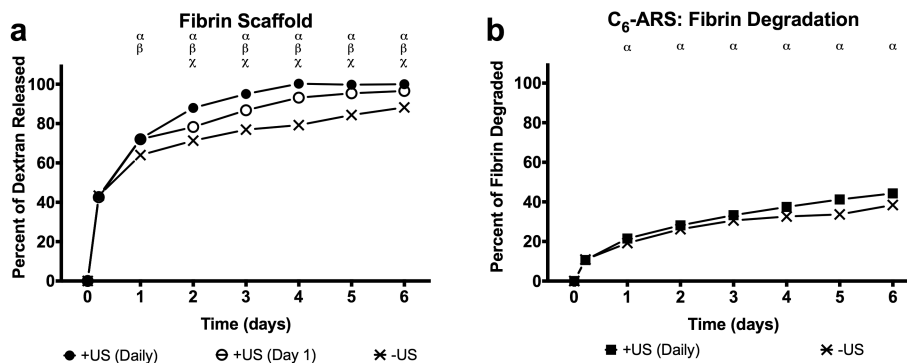 a
Fibrin Scaffold
α α α α α α
β β β β β β
χ χ χ χ χ
Percent of Dextran Released
100
80
60
40
20
0
0 1 2 3 4 5 6
Time (days)
+US (Daily) +US (Day 1) -US
b
C6-ARS: Fibrin Degradation
α α α α α α
Percent of Fibrin Degraded
100
80
60
40
20
0
0 1 2 3 4 5 6
Time (days)
+US (Daily) -US